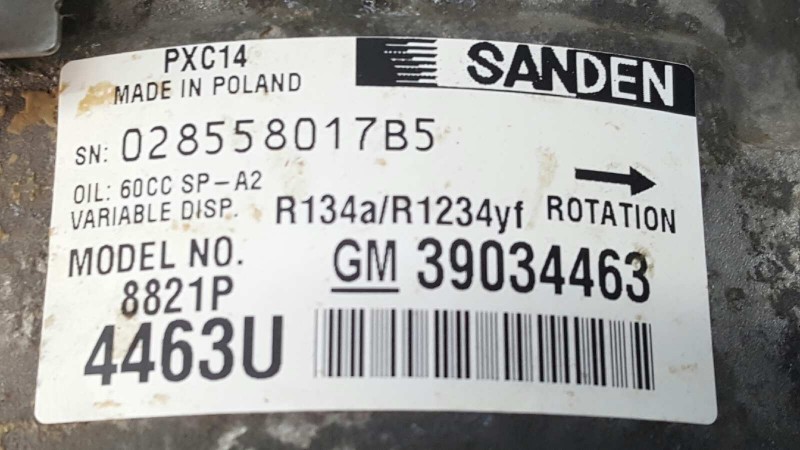 PXC14
SANDEN
MADE IN POLAND
SN: 028558017B5
OIL: 60CC SP-A2
VARIABLE DISP. R134a/R1234yf ROTATION
MODEL NO. GM 39034463
8821P
4463U